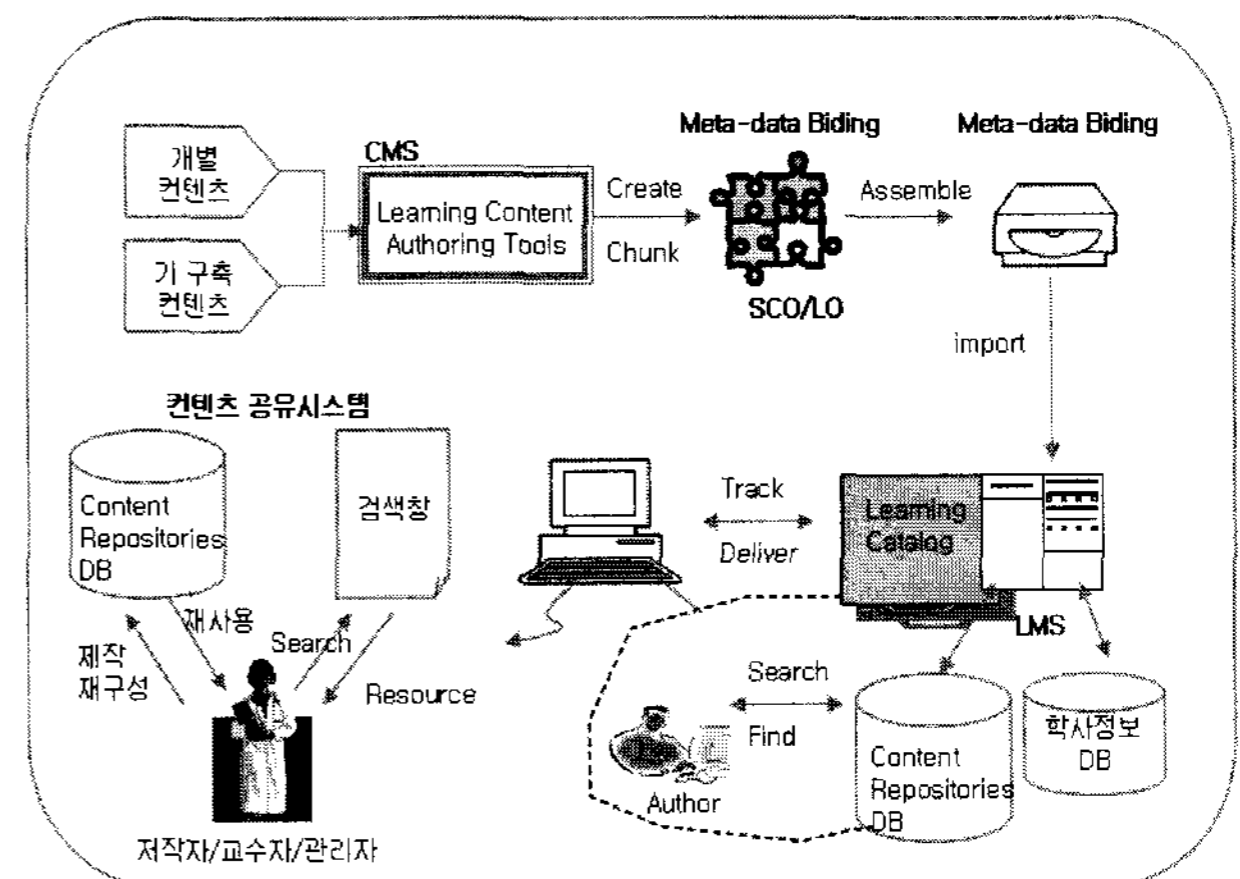 Meta-data Biding
Meta-data Biding
개별
컨텐츠
CMS
Learning Content
Authoring Tools
Create
Chunk
Assemble
기 구축
컨텐츠
SCO/LO
import
컨텐츠 공유시스템
Content
Repositories
DB
검색창
Track
Deliver
Learning
Catalog
LMS
재사용
Search
제작
재구성
Resource
Search
Find
Author
Content
Repositories
DB
학사정보
DB
저작자/교수자/관리자